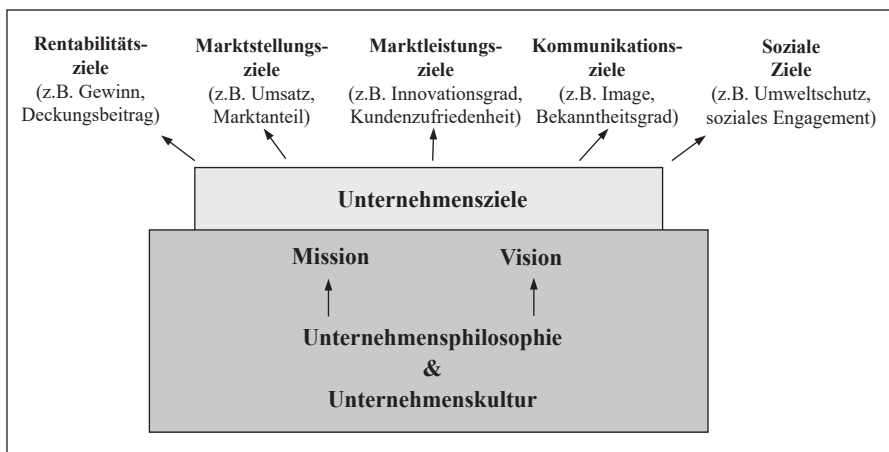 Rentabilitäts-
ziele
(z.B. Gewinn,
Deckungsbeitrag)
Marktstellungs-
ziele
(z.B. Umsatz,
Marktanteil)
Marktleistungs-
ziele
(z.B. Innovationsgrad,
Kundenzufriedenheit)
Kommunikations-
ziele
(z.B. Image,
Bekanntheitsgrad)
Soziale
Ziele
(z.B. Umweltschutz,
soziales Engagement)
Unternehmensziele
Mission
Vision
Unternehmensphilosophie
&
Unternehmenskultur